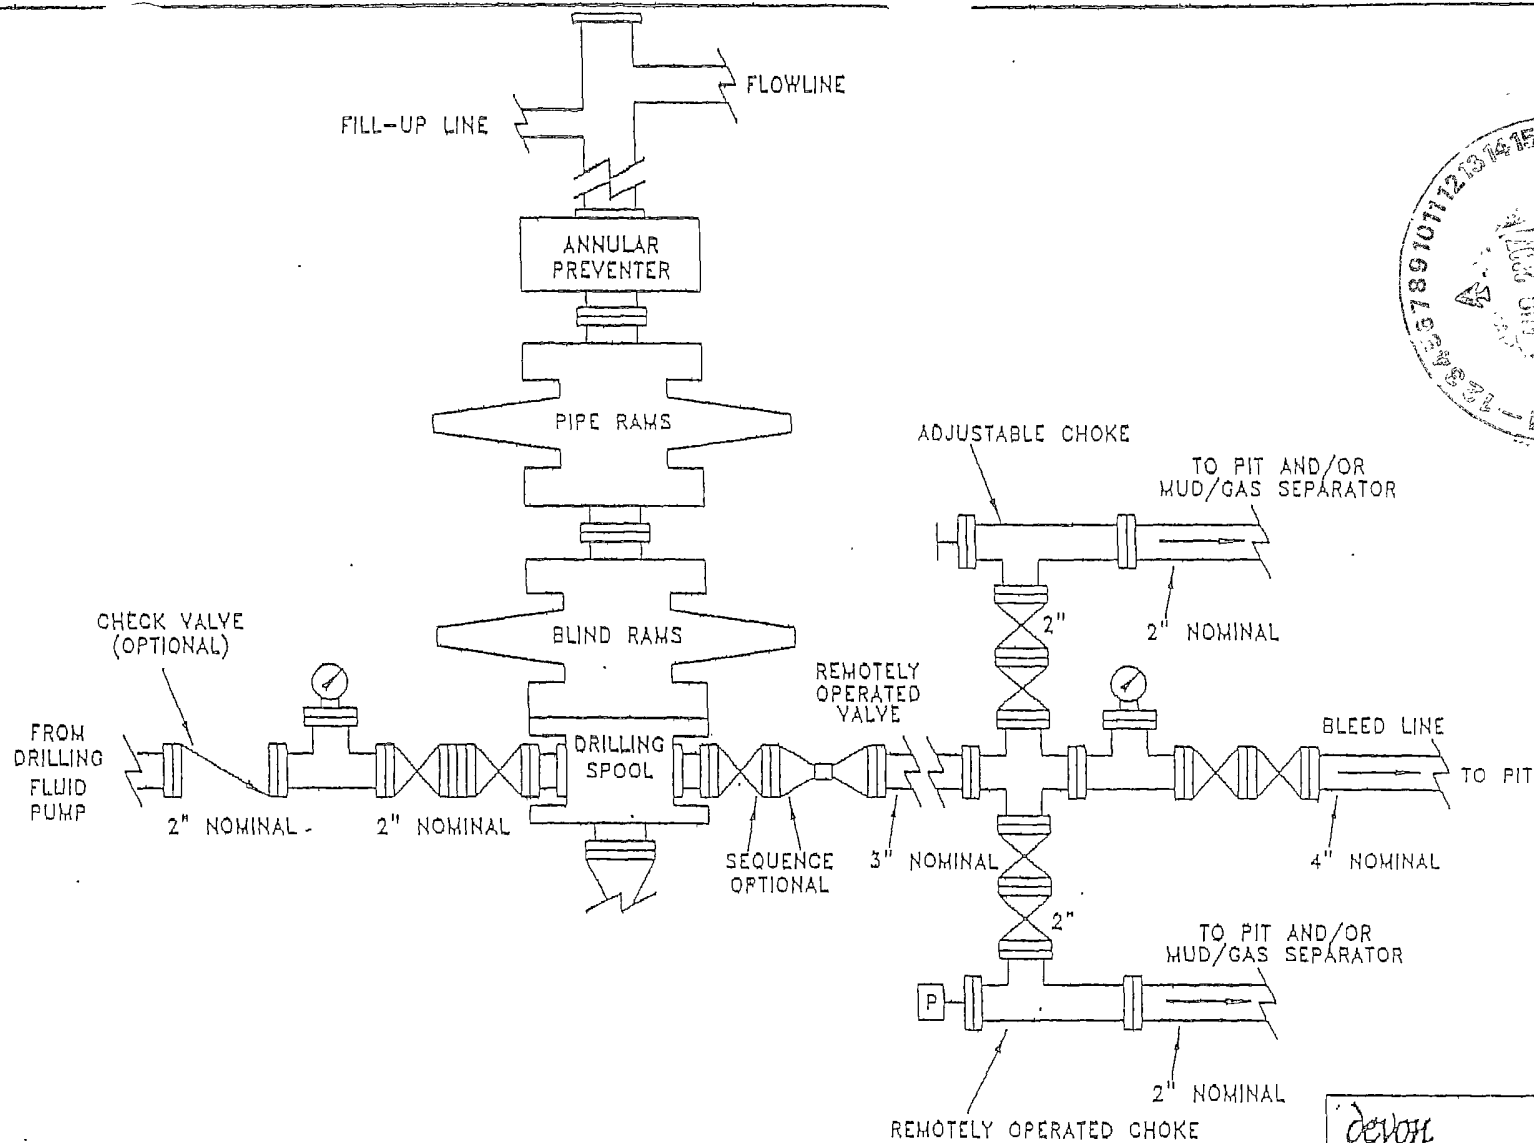 FLOWLINE
FILL-UP LINE
ANNULAR
PREVENTER
PIPE RAMS
ADJUSTABLE CHOKE
TO PIT AND/OR
MUD/GAS SEPARATOR
2"
2" NOMINAL
BLIND RAMS
CHECK VALVE
(OPTIONAL)
REMOTELY
OPERATED
VALVE
FROM
DRILLING
FLUID
PUMP
DRILLING
SPOOL
BLEED LINE
TO PIT
2" NOMINAL
2" NOMINAL
SEQUENCE
OPTIONAL
3" NOMINAL
4" NOMINAL
2"
TO PIT AND/OR
MUD/GAS SEPARATOR
P
2" NOMINAL
REMOTELY OPERATED CHOKE
devon
123456789101112131415